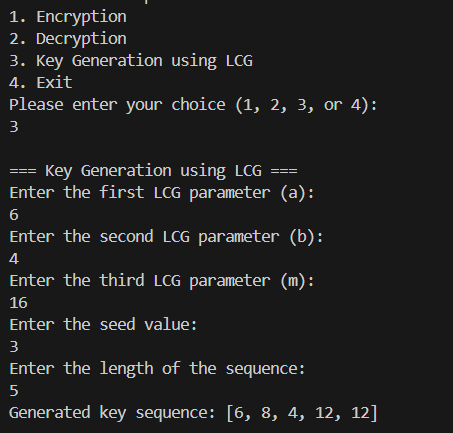 1. Encryption
2. Decryption
3. Key Generation using LCG
4. Exit
Please enter your choice (1, 2, 3, or 4):
3
=== Key Generation using LCG ===
Enter the first LCG parameter (a):
6
Enter the second LCG parameter (b):
4
Enter the third LCG parameter (m):
16
Enter the seed value:
3
Enter the length of the sequence:
5
Generated key sequence: [6, 8, 4, 12, 12]